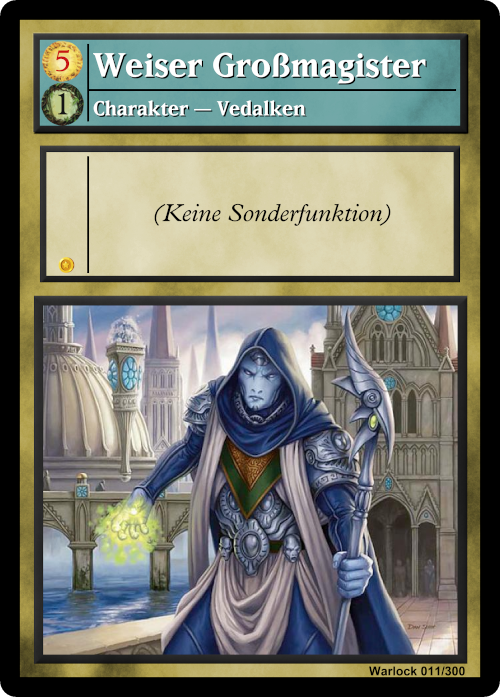 5 Weiser Großmagister
1 Charakter — Vedalken
(Keine Sonderfunktion)
Warlock 011/300